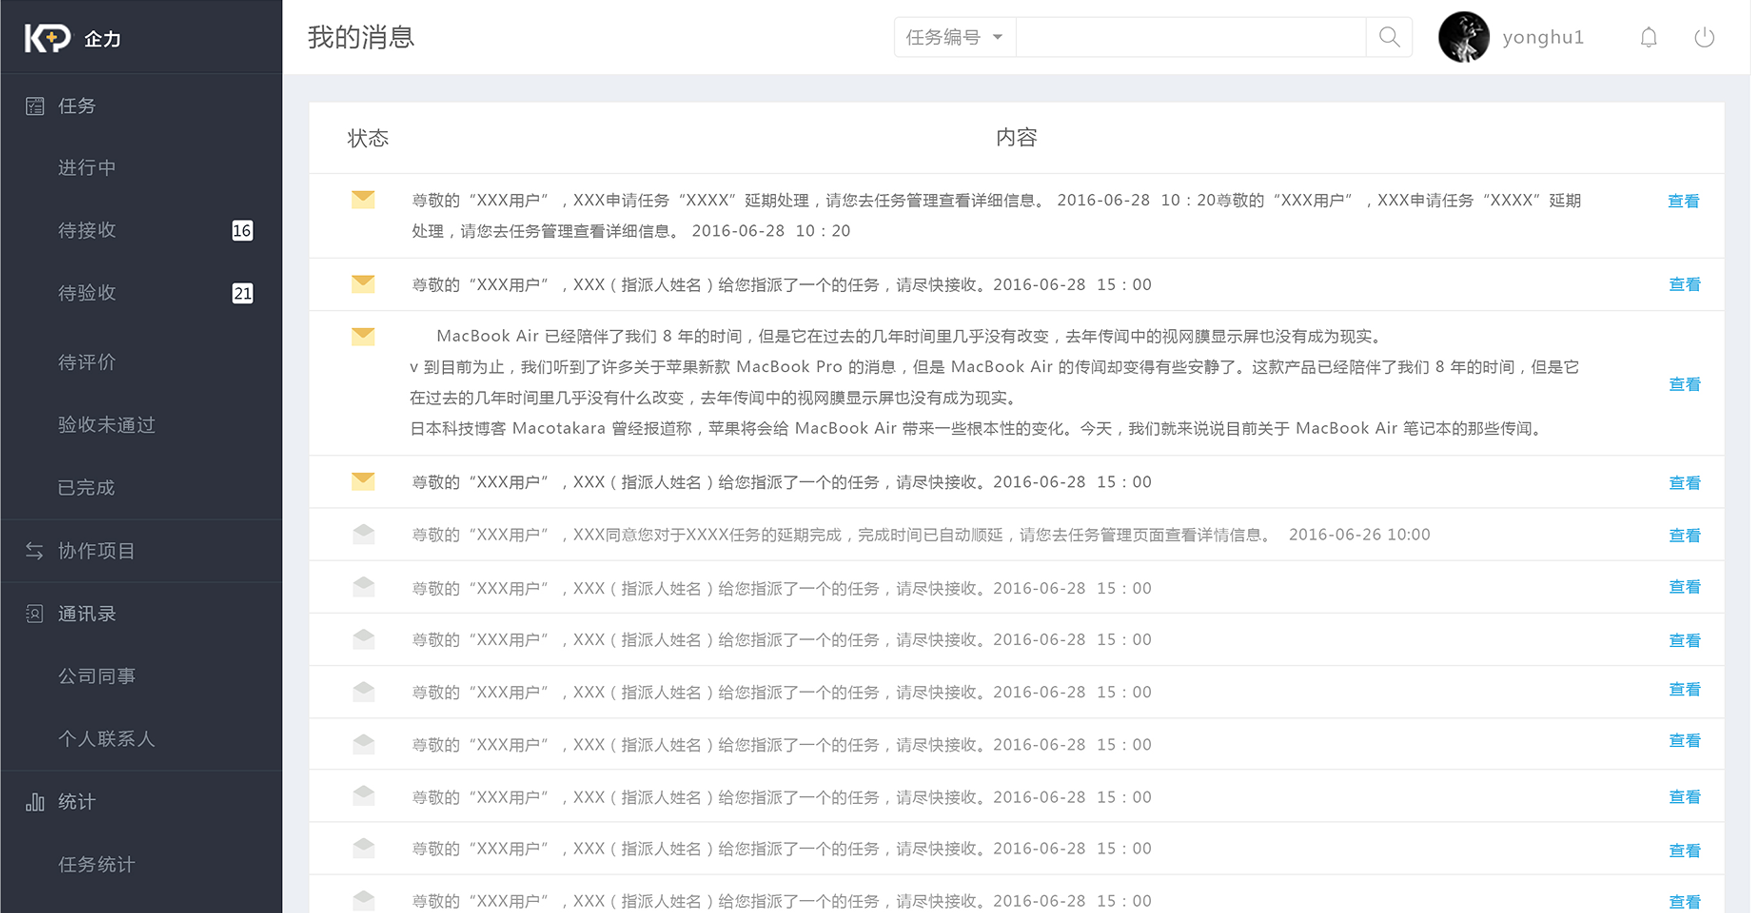 KP 企力
我的消息
任务编号
yonghu1
任务
进行中
待接收 16
待验收 21
待评价
验收未通过
已完成
协作项目
通讯录
公司同事
个人联系人
统计
任务统计
状态 内容
尊敬的“XXX用户”，XXX申请任务“XXXX”延期处理，请您去任务管理查看详细信息。 2016-06-28 10：20尊敬的“XXX用户”，XXX申请任务“XXXX”延期 查看
处理，请您去任务管理查看详细信息。 2016-06-28 10：20
尊敬的“XXX用户”，XXX（指派人姓名）给您指派了一个的任务，请尽快接收。2016-06-28 15：00 查看
MacBook Air 已经陪伴了我们 8 年的时间，但是它在过去的几年时间里几乎没有改变，去年传闻中的视网膜显示屏也没有成为现实。
v 到目前为止，我们听到了许多关于苹果新款 MacBook Pro 的消息，但是 MacBook Air 的传闻却变得有些安静了。这款产品已经陪伴了我们 8 年的时间，但是它
在过去的几年时间里几乎没有什么改变，去年传闻中的视网膜显示屏也没有成为现实。 查看
日本科技博客 Macotakara 曾经报道称，苹果将会给 MacBook Air 带来一些根本性的变化。今天，我们就来说说目前关于 MacBook Air 笔记本的那些传闻。
尊敬的“XXX用户”，XXX（指派人姓名）给您指派了一个的任务，请尽快接收。2016-06-28 15：00 查看
尊敬的“XXX用户”，XXX同意您对于XXXX任务的延期完成，完成时间已自动顺延，请您去任务管理页面查看详情信息。 2016-06-26 10:00 查看
尊敬的“XXX用户”，XXX（指派人姓名）给您指派了一个的任务，请尽快接收。2016-06-28 15：00 查看
尊敬的“XXX用户”，XXX（指派人姓名）给您指派了一个的任务，请尽快接收。2016-06-28 15：00 查看
尊敬的“XXX用户”，XXX（指派人姓名）给您指派了一个的任务，请尽快接收。2016-06-28 15：00 查看
尊敬的“XXX用户”，XXX（指派人姓名）给您指派了一个的任务，请尽快接收。2016-06-28 15：00 查看
尊敬的“XXX用户”，XXX（指派人姓名）给您指派了一个的任务，请尽快接收。2016-06-28 15：00 查看
尊敬的“XXX用户”，XXX（指派人姓名）给您指派了一个的任务，请尽快接收。2016-06-28 15：00 查看
尊敬的“XXX用户”，XXX（指派人姓名）给您指派了一个的任务，请尽快接收。2016-06-28 15：00 查看